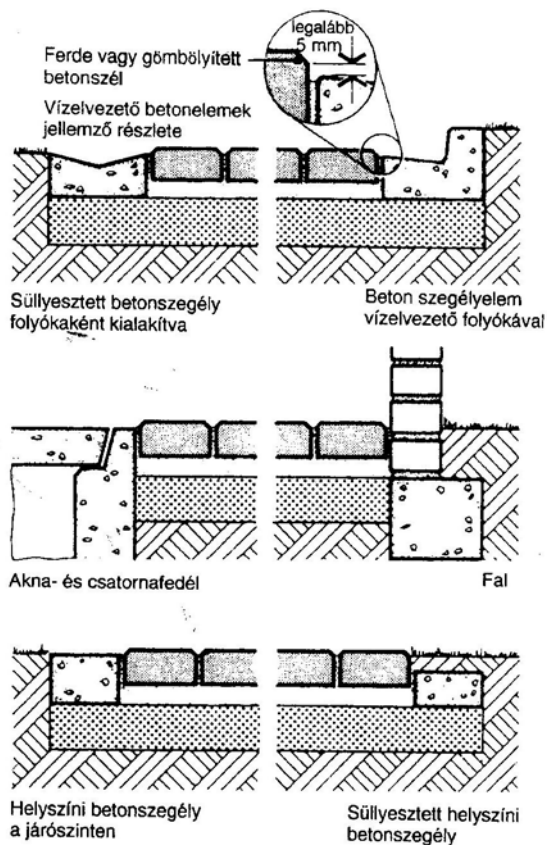 legalább
5 mm
Ferde vagy gömbölyített
betonszél
Vízelvezető betonelemek
jellemző részlete
Süllyesztett betonszegély
folyókaként kialakítva
Beton szegélyelem
vízelvezető folyókával
Akna- és csatornafedél
Fal
Helyszíni betonszegély
a járószinten
Süllyesztett helyszíni
betonszegély